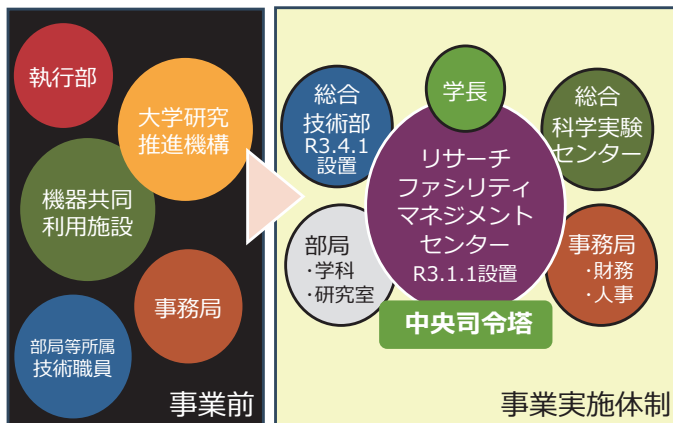 執行部
大学研究
推進機構
機器共同
利用施設
事務局
部局等所属
技術職員
事業前
学長
総合
技術部
R3.4.1
設置
総合
科学実験
センター
リサーチ
ファシリティ
マネジメント
センター
R3.1.1設置
部局
・学科
・研究室
事務局
・財務
・人事
中央司令塔
事業実施体制